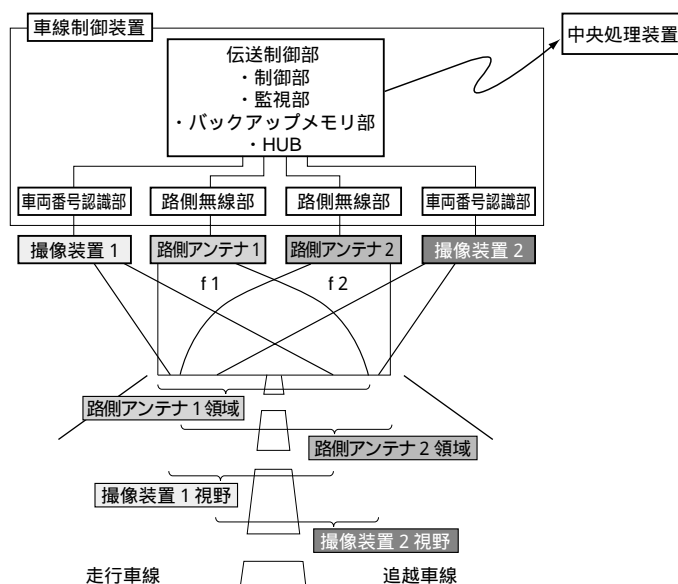 車線制御装置
中央処理装置
伝送制御部
・制御部
・監視部
・バックアップメモリ部
・HUB
車両番号認識部
路側無線部
路側無線部
車両番号認識部
撮像装置 1
路側アンテナ 1
路側アンテナ 2
撮像装置 2
f 1
f 2
路側アンテナ 1 領域
路側アンテナ 2 領域
撮像装置 1 視野
撮像装置 2 視野
走行車線
追越車線